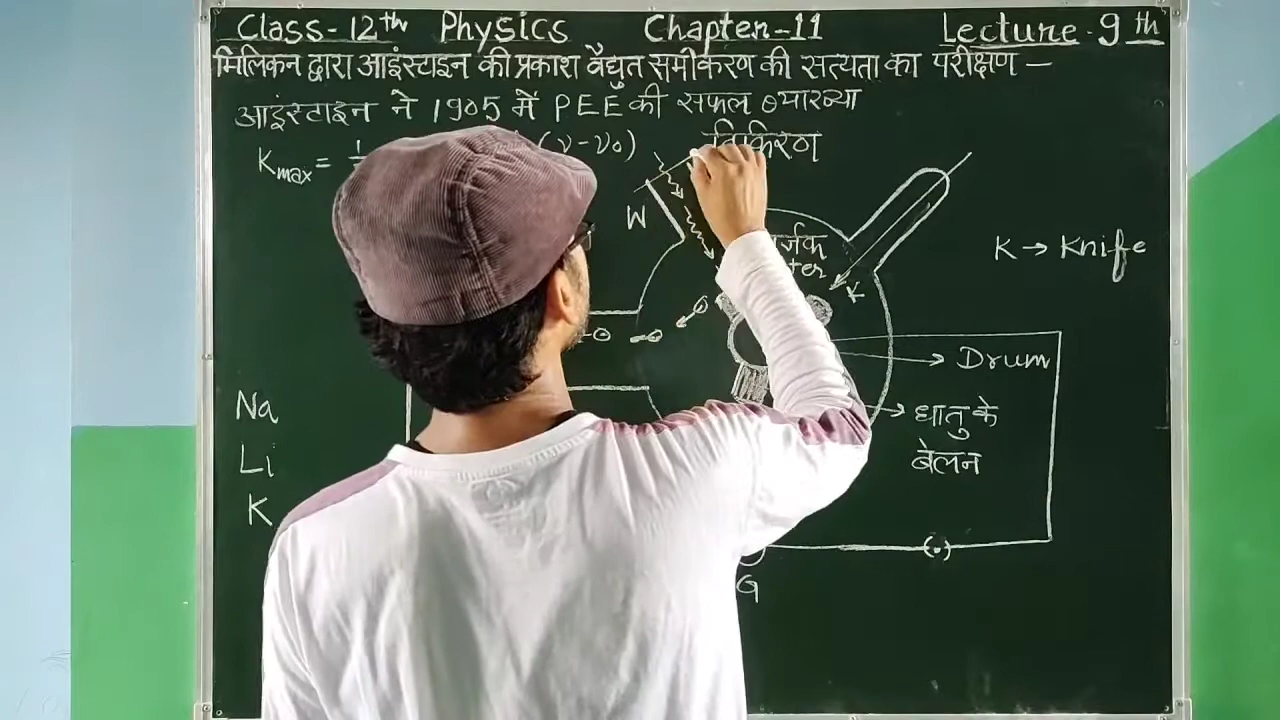 Class-12th Physics Chapter-11 Lecture-9th
मिलिकन द्वारा आइंस्टाइन की प्रकाश वैद्युत समीकरण की सत्यता का परीक्षण —
आइंस्टाइन ने 1905 में PEE की सफल ब्याख्या
Kmax = (ν-ν₀)
W
K → Knife
K
Drum
Na
धातु के
Li
बेलन
K
G